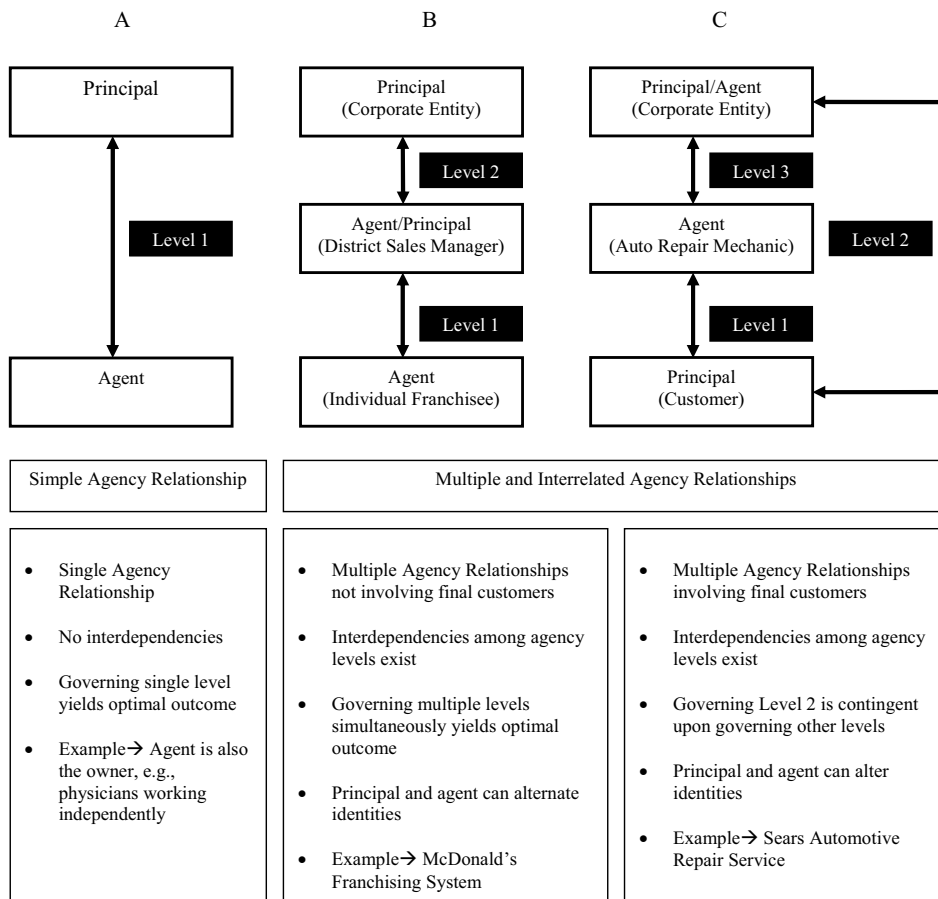 A
B
C
Principal
Principal
(Corporate Entity)
Principal/Agent
(Corporate Entity)
Level 2
Level 3
Level 1
Agent/Principal
(District Sales Manager)
Agent
(Auto Repair Mechanic)
Level 2
Level 1
Level 1
Agent
Agent
(Individual Franchisee)
Principal
(Customer)
Simple Agency Relationship
Multiple and Interrelated Agency Relationships
• Single Agency
Relationship
• No interdependencies
• Governing single level
yields optimal outcome
• Example→ Agent is also
the owner, e.g.,
physicians working
independently
• Multiple Agency Relationships
not involving final customers
• Interdependencies among agency
levels exist
• Governing multiple levels
simultaneously yields optimal
outcome
• Principal and agent can alternate
identities
• Example→ McDonald’s
Franchising System
• Multiple Agency Relationships
involving final customers
• Interdependencies among agency
levels exist
• Governing Level 2 is contingent
upon governing other levels
• Principal and agent can alter
identities
• Example→ Sears Automotive
Repair Service